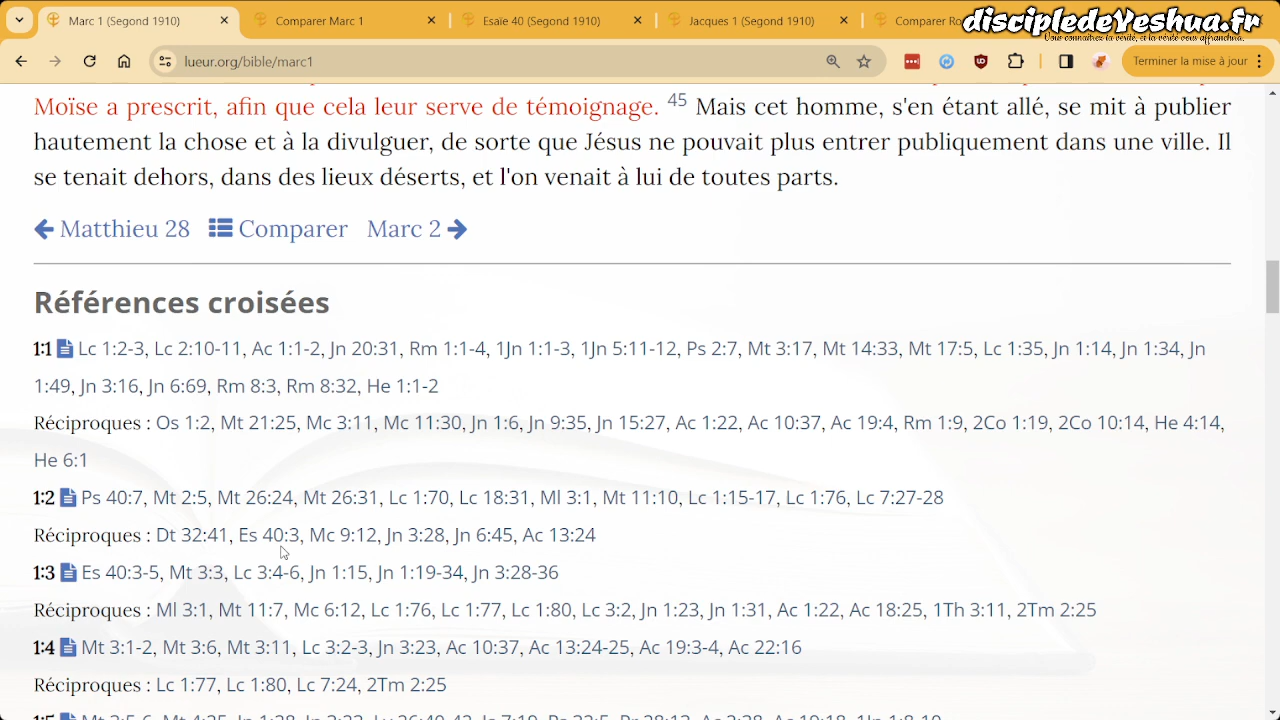 Marc 1 (Segond 1910)
Comparer Marc 1
Esaïe 40 (Segond 1910)
Jacques 1 (Segond 1910)
Comparer Ro
discipledeYeshua.fr
Vous connaîtrez la vérité, et la vérité vous affranchira.
lueur.org/bible/marc1
Terminer la mise à jour
Moïse a prescrit, afin que cela leur serve de témoignage. 45 Mais cet homme, s'en étant allé, se mit à publier
hautement la chose et à la divulguer, de sorte que Jésus ne pouvait plus entrer publiquement dans une ville. Il
se tenait dehors, dans des lieux déserts, et l'on venait à lui de toutes parts.
Matthieu 28 Comparer Marc 2
Références croisées
1:1 Lc 1:2-3, Lc 2:10-11, Ac 1:1-2, Jn 20:31, Rm 1:1-4, 1Jn 1:1-3, 1Jn 5:11-12, Ps 2:7, Mt 3:17, Mt 14:33, Mt 17:5, Lc 1:35, Jn 1:14, Jn 1:34, Jn
1:49, Jn 3:16, Jn 6:69, Rm 8:3, Rm 8:32, He 1:1-2
Réciproques : Os 1:2, Mt 21:25, Mc 3:11, Mc 11:30, Jn 1:6, Jn 9:35, Jn 15:27, Ac 1:22, Ac 10:37, Ac 19:4, Rm 1:9, 2Co 1:19, 2Co 10:14, He 4:14,
He 6:1
1:2 Ps 40:7, Mt 2:5, Mt 26:24, Mt 26:31, Lc 1:70, Lc 18:31, Ml 3:1, Mt 11:10, Lc 1:15-17, Lc 1:76, Lc 7:27-28
Réciproques : Dt 32:41, Es 40:3, Mc 9:12, Jn 3:28, Jn 6:45, Ac 13:24
1:3 Es 40:3-5, Mt 3:3, Lc 3:4-6, Jn 1:15, Jn 1:19-34, Jn 3:28-36
Réciproques : Ml 3:1, Mt 11:7, Mc 6:12, Lc 1:76, Lc 1:77, Lc 1:80, Lc 3:2, Jn 1:23, Jn 1:31, Ac 1:22, Ac 18:25, 1Th 3:11, 2Tm 2:25
1:4 Mt 3:1-2, Mt 3:6, Mt 3:11, Lc 3:2-3, Jn 3:23, Ac 10:37, Ac 13:24-25, Ac 19:3-4, Ac 22:16
Réciproques : Lc 1:77, Lc 1:80, Lc 7:24, 2Tm 2:25